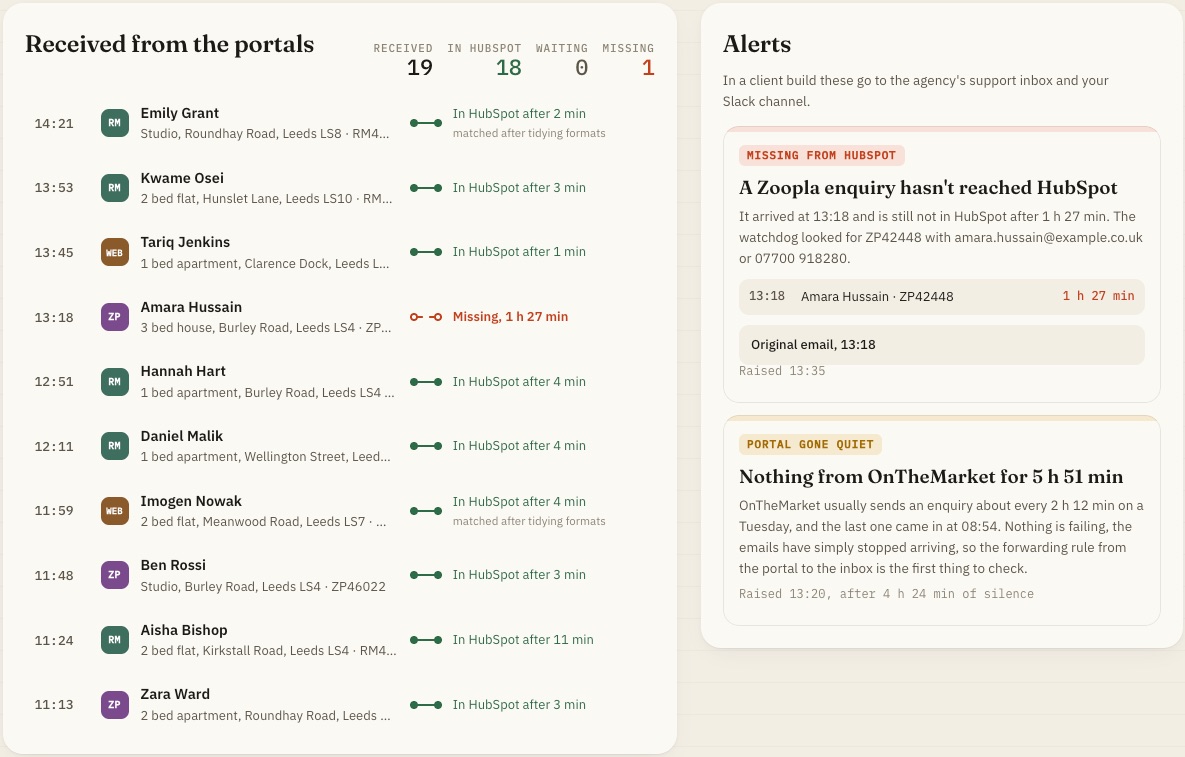 Received from the portals
RECEIVED IN HUBSPOT WAITING MISSING
19 18 0 1
14:21 RM Emily Grant In HubSpot after 2 min
Studio, Roundhay Road, Leeds LS8 · RM4... matched after tidying formats
13:53 RM Kwame Osei In HubSpot after 3 min
2 bed flat, Hunslet Lane, Leeds LS10 · RM...
13:45 WEB Tariq Jenkins In HubSpot after 1 min
1 bed apartment, Clarence Dock, Leeds L...
13:18 ZP Amara Hussain Missing, 1 h 27 min
3 bed house, Burley Road, Leeds LS4 · ZP...
12:51 RM Hannah Hart In HubSpot after 4 min
1 bed apartment, Burley Road, Leeds LS4 ...
12:11 RM Daniel Malik In HubSpot after 4 min
1 bed apartment, Wellington Street, Leed...
11:59 WEB Imogen Nowak In HubSpot after 4 min
2 bed flat, Meanwood Road, Leeds LS7 · ... matched after tidying formats
11:48 ZP Ben Rossi In HubSpot after 3 min
Studio, Burley Road, Leeds LS4 · ZP46022
11:24 RM Aisha Bishop In HubSpot after 11 min
2 bed flat, Kirkstall Road, Leeds LS4 · RM4...
11:13 ZP Zara Ward In HubSpot after 3 min
2 bed apartment, Roundhay Road, Leeds ...
Alerts
In a client build these go to the agency's support inbox and your
Slack channel.
MISSING FROM HUBSPOT
A Zoopla enquiry hasn't reached HubSpot
It arrived at 13:18 and is still not in HubSpot after 1 h 27 min. The
watchdog looked for ZP42448 with amara.hussain@example.co.uk
or 07700 918280.
13:18 Amara Hussain · ZP42448 1 h 27 min
Original email, 13:18
Raised 13:35
PORTAL GONE QUIET
Nothing from OnTheMarket for 5 h 51 min
OnTheMarket usually sends an enquiry about every 2 h 12 min on a
Tuesday, and the last one came in at 08:54. Nothing is failing, the
emails have simply stopped arriving, so the forwarding rule from
the portal to the inbox is the first thing to check.
Raised 13:20, after 4 h 24 min of silence